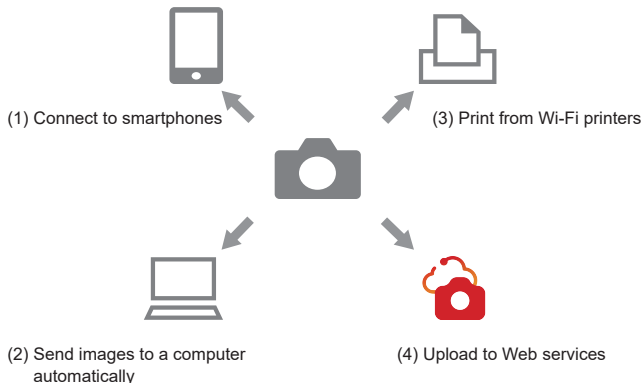 (1) Connect to smartphones
(3) Print from Wi-Fi printers
(2) Send images to a computer
automatically
(4) Upload to Web services